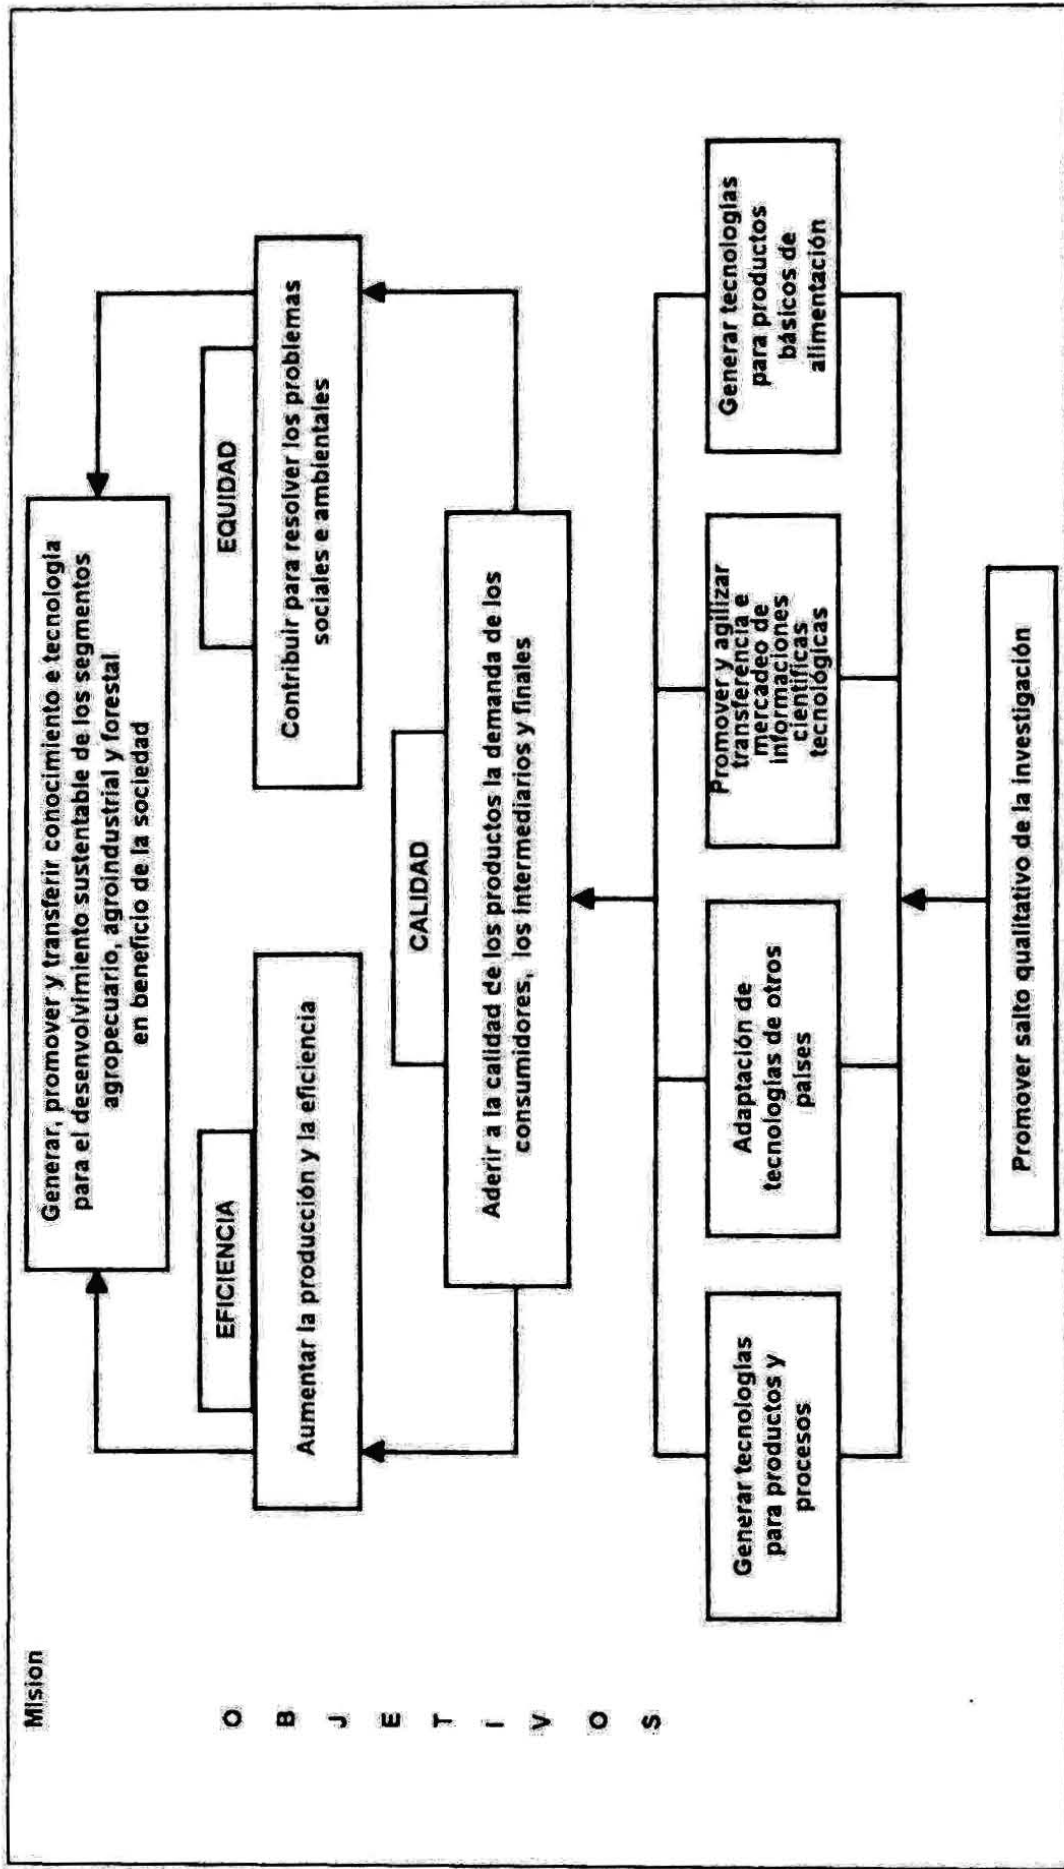 Mision
Generar, promover y transferir conocimiento e tecnología
para el desenvolvimiento sustentable de los segmentos
agropecuario, agroindustrial y forestal
en beneficio de la sociedad
O
B
J
E
T
I
V
O
S
EFICIENCIA
Aumentar la producción y la eficiencia
EQUIDAD
Contribuir para resolver los problemas
sociales e ambientales
CALIDAD
Aderir a la calidad de los productos la demanda de los
consumidores, los intermediarios y finales
Generar tecnologías
para productos y
procesos
Adaptación de
tecnologías de otros
países
Promover y agilizar
transferencia e
mercadeo de
informaciones
científicas
tecnológicas
Generar tecnologías
para productos
básicos de
alimentación
Promover salto qualitativo de la investigación